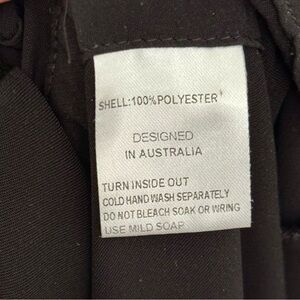 SHELL:100%POLYESTER
DESIGNED
IN AUSTRALIA
TURN INSIDE OUT
COLD HAND WASH SEPARATELY
DO NOT BLEACH SOAK OR WRING
USE MILD SOAP